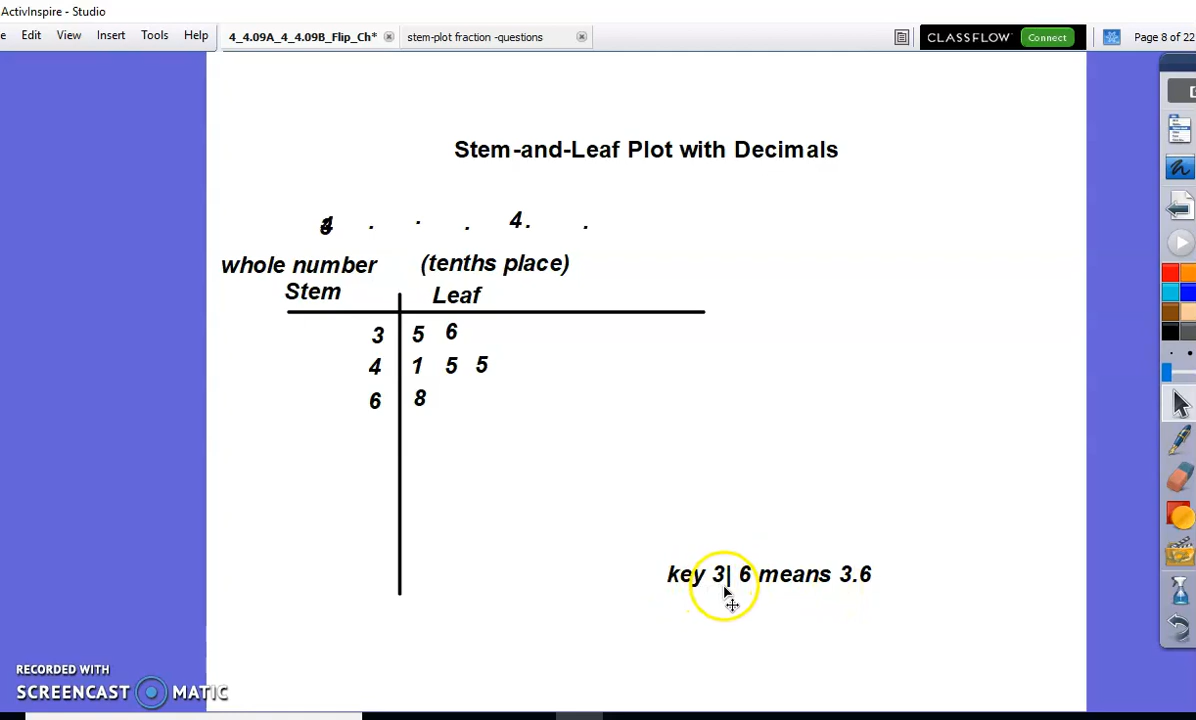 ActivInspire - Studio
e Edit View Insert Tools Help
4_4.09A_4_4.09B_Flip_Ch*
stem-plot fraction -questions
CLASSFLOW Connect
Page 8 of 22
Stem-and-Leaf Plot with Decimals
. . . 4. .
whole number (tenths place)
Stem Leaf
3 5 6
4 1 5 5
6 8
key 3| 6 means 3.6
RECORDED WITH
SCREENCAST MATIC